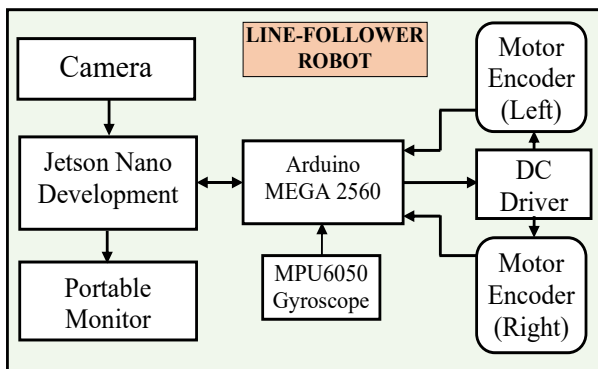 LINE-FOLLOWER
ROBOT
Camera
Jetson Nano
Development
Portable
Monitor
Arduino
MEGA 2560
MPU6050
Gyroscope
Motor
Encoder
(Left)
DC
Driver
Motor
Encoder
(Right)